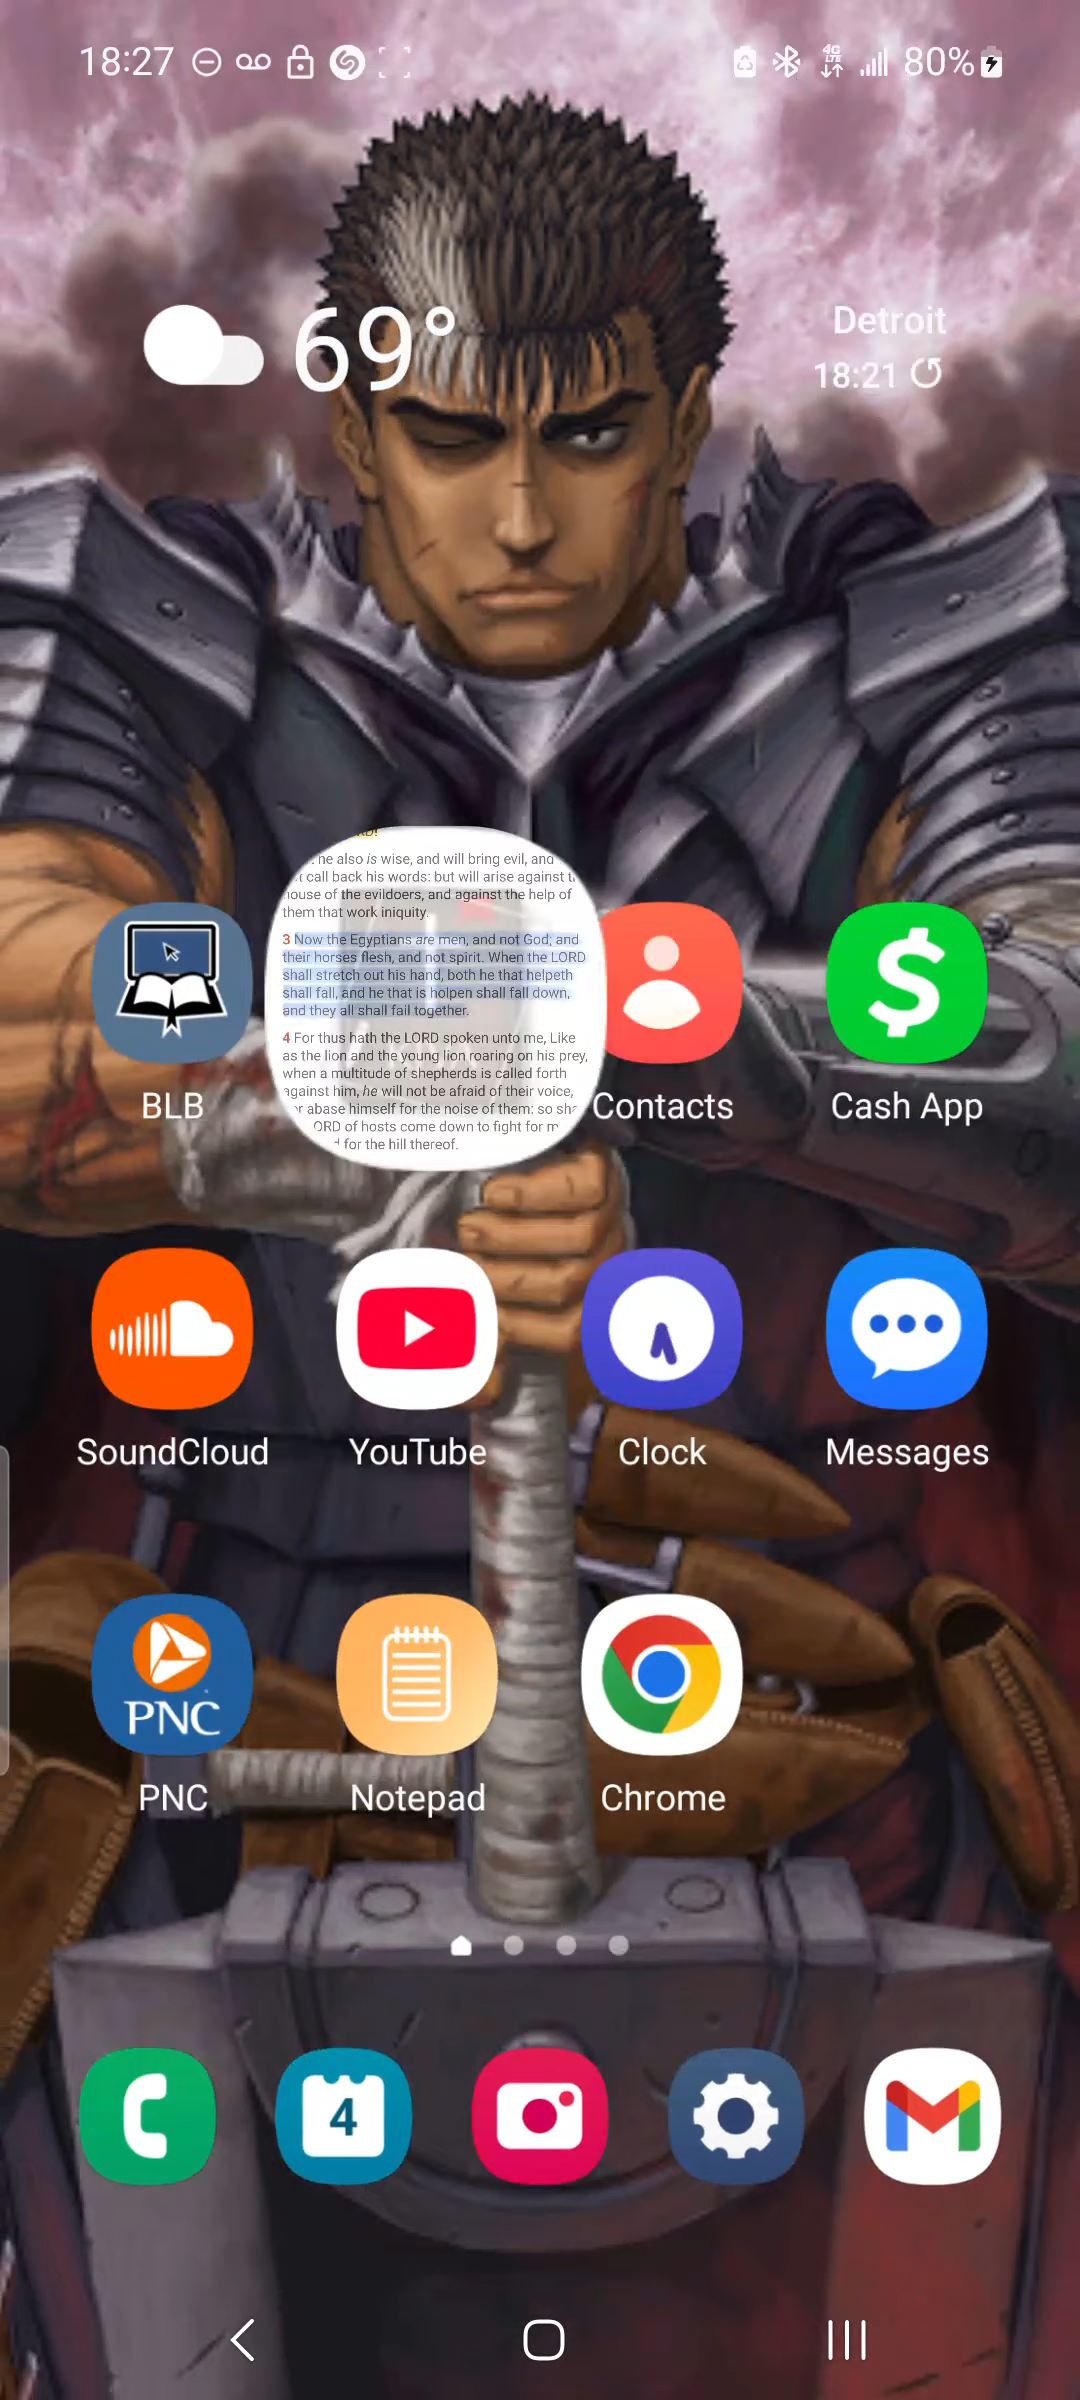 18:27
4G
LTE
80%
69°
Detroit
18:21
he also is wise, and will bring evil, and
call back his words: but will arise against
house of the evildoers, and against the help of
them that work iniquity.
3 Now the Egyptians are men, and not God; and
their horses flesh, and not spirit. When the LORD
shall stretch out his hand, both he that helpeth
shall fall, and he that is holpen shall fall down,
and they all shall fail together.
4 For thus hath the LORD spoken unto me, Like
as the lion and the young lion roaring on his prey,
when a multitude of shepherds is called forth
against him, he will not be afraid of their voice,
abase himself for the noise of them: so
of hosts come down to fight for
for the hill thereof.
BLB
Contacts
Cash App
SoundCloud
YouTube
Clock
Messages
PNC
PNC
Notepad
Chrome
4